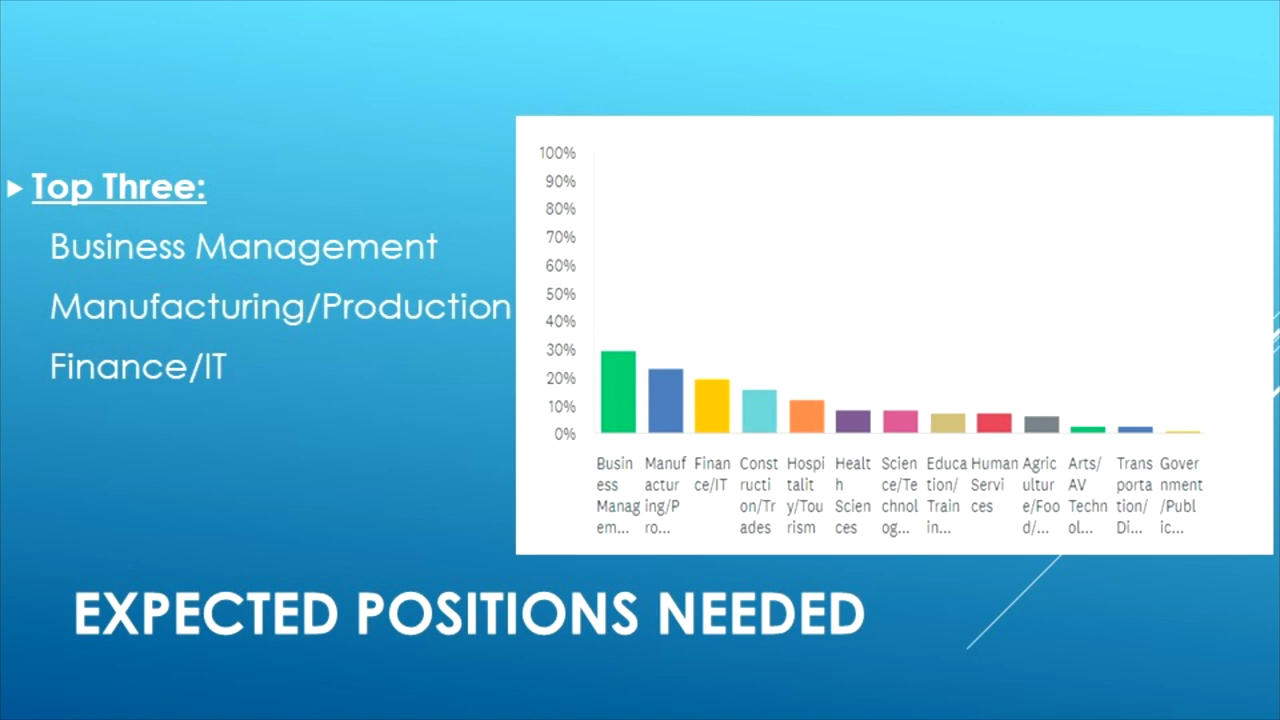 Top Three:
Business Management
Manufacturing/Production
Finance/IT
100%
90%
80%
70%
60%
50%
40%
30%
20%
10%
0%
Busin
ess
Manag
em...
Manuf
actur
ing/P
ro...
Finan
ce/IT
Const
ructi
on/Tr
ades
Hospi
talit
y/Tou
rism
Healt
h
Scien
ces
Scien
ce/Te
chnol
og...
Educa
tion/
Train
in...
Human
Servi
ces
Agric
ultur
e/Foo
d/...
Arts/
AV
Techn
ol...
Trans
porta
tion/
Di...
Gover
nment
/Publ
ic...
EXPECTED POSITIONS NEEDED